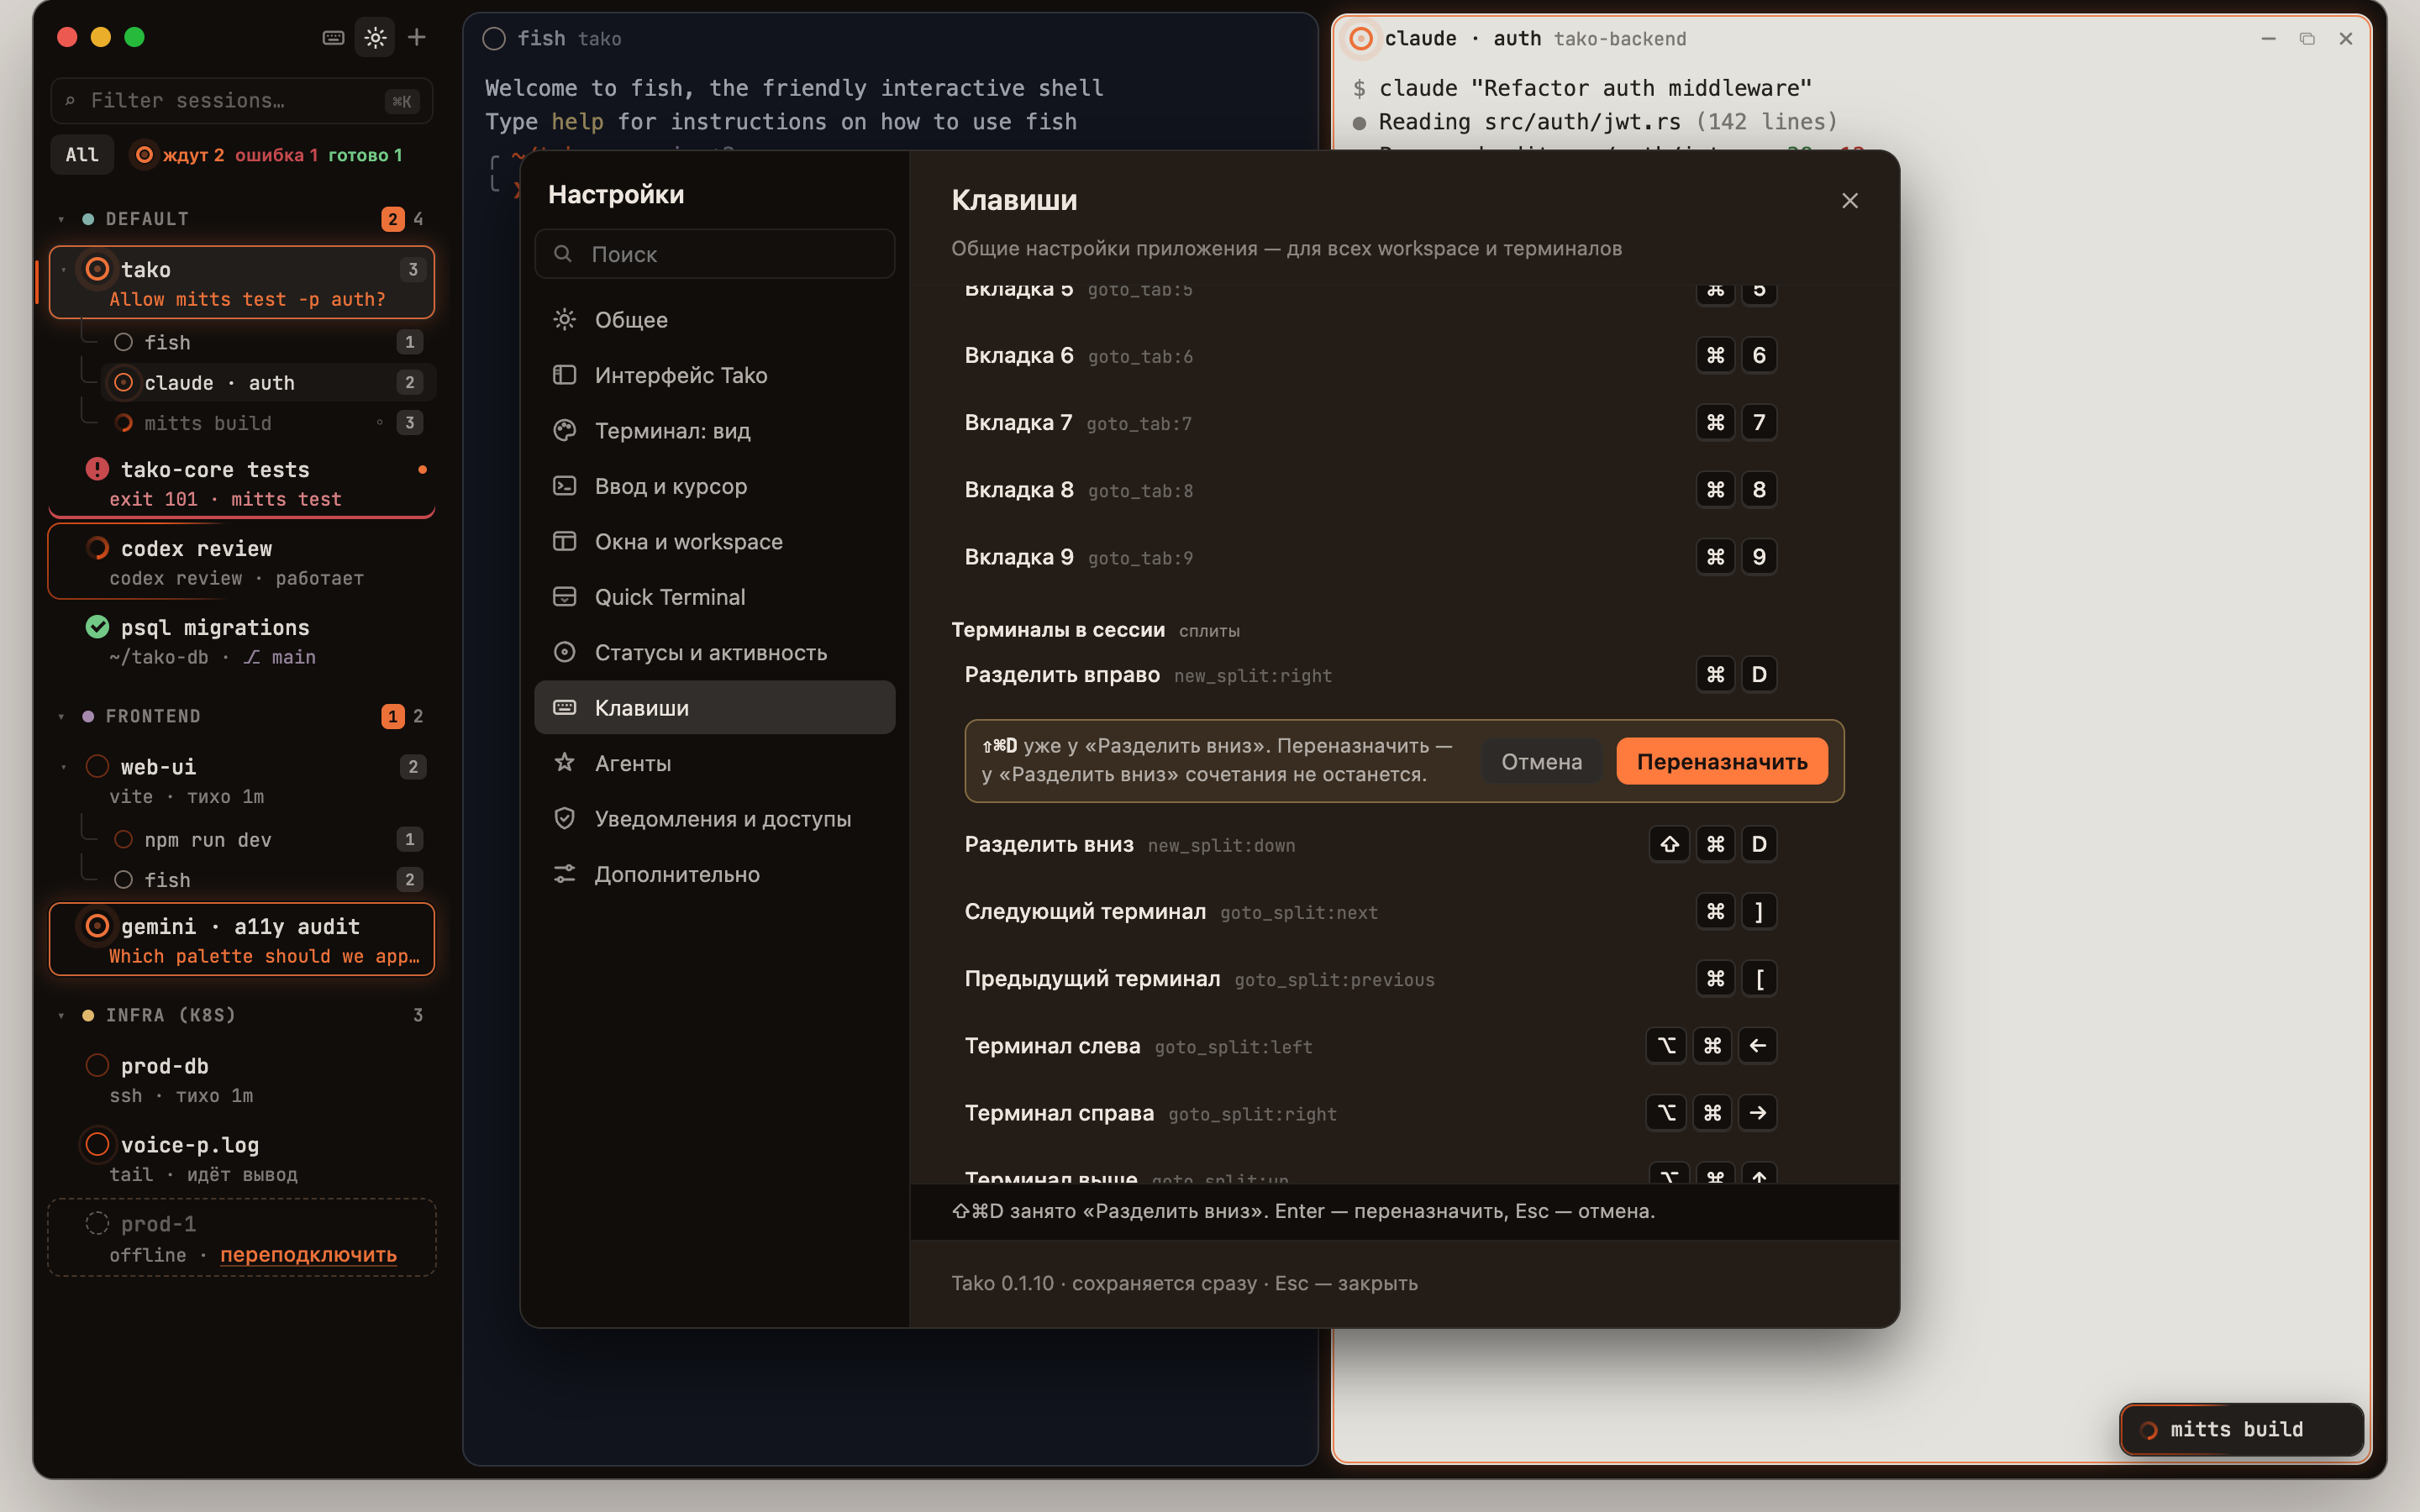 Filter sessions… ⌘K
All ждут 2 ошибка 1 готово 1
DEFAULT 2 4
tako 3
Allow mitts test -p auth?
fish 1
claude · auth 2
mitts build 3
tako-core tests
exit 101 · mitts test
codex review
codex review · работает
psql migrations
~/tako-db · ⎇ main
FRONTEND 1 2
web-ui 2
vite · тихо 1m
npm run dev 1
fish 2
gemini · a11y audit
Which palette should we app…
INFRA (K8S) 3
prod-db
ssh · тихо 1m
voice-p.log
tail · идёт вывод
prod-1
offline · переподключить
fish tako
Welcome to fish, the friendly interactive shell
Type help for instructions on how to use fish
claude · auth tako-backend
$ claude "Refactor auth middleware"
● Reading src/auth/jwt.rs (142 lines)
Настройки
Поиск
Общее
Интерфейс Tako
Терминал: вид
Ввод и курсор
Окна и workspace
Quick Terminal
Статусы и активность
Клавиши
Агенты
Уведомления и доступы
Дополнительно
Клавиши
Общие настройки приложения — для всех workspace и терминалов
Вкладка 5 goto_tab:5 ⌘ 5
Вкладка 6 goto_tab:6 ⌘ 6
Вкладка 7 goto_tab:7 ⌘ 7
Вкладка 8 goto_tab:8 ⌘ 8
Вкладка 9 goto_tab:9 ⌘ 9
Терминалы в сессии сплиты
Разделить вправо new_split:right ⌘ D
⇧⌘D уже у «Разделить вниз». Переназначить —
у «Разделить вниз» сочетания не останется.
Отмена Переназначить
Разделить вниз new_split:down ⇧ ⌘ D
Следующий терминал goto_split:next ⌘ ]
Предыдущий терминал goto_split:previous ⌘ [
Терминал слева goto_split:left ⌥ ⌘ ←
Терминал справа goto_split:right ⌥ ⌘ →
Терминал выше goto_split:up ⌥ ⌘ ↑
⇧⌘D занято «Разделить вниз». Enter — переназначить, Esc — отмена.
Tako 0.1.10 · сохраняется сразу · Esc — закрыть
mitts build